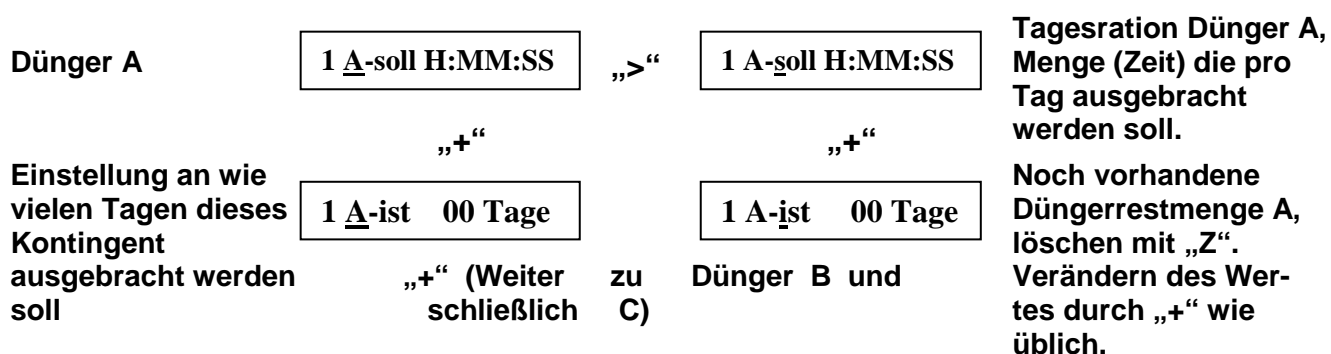 Dünger A
1 A-soll H:MM:SS
„>“
1 A-soll H:MM:SS
Tagesration Dünger A,
Menge (Zeit) die pro
Tag ausgebracht
werden soll.
„+“
„+“
Einstellung an wie
vielen Tagen dieses
Kontingent
ausgebracht werden
soll
1 A-ist 00 Tage
1 A-ist 00 Tage
Noch vorhandene
Düngerrestmenge A,
löschen mit „Z“.
Verändern des Wer-
tes durch „+“ wie
üblich.
„+“ (Weiter zu Dünger B und
schließlich C)